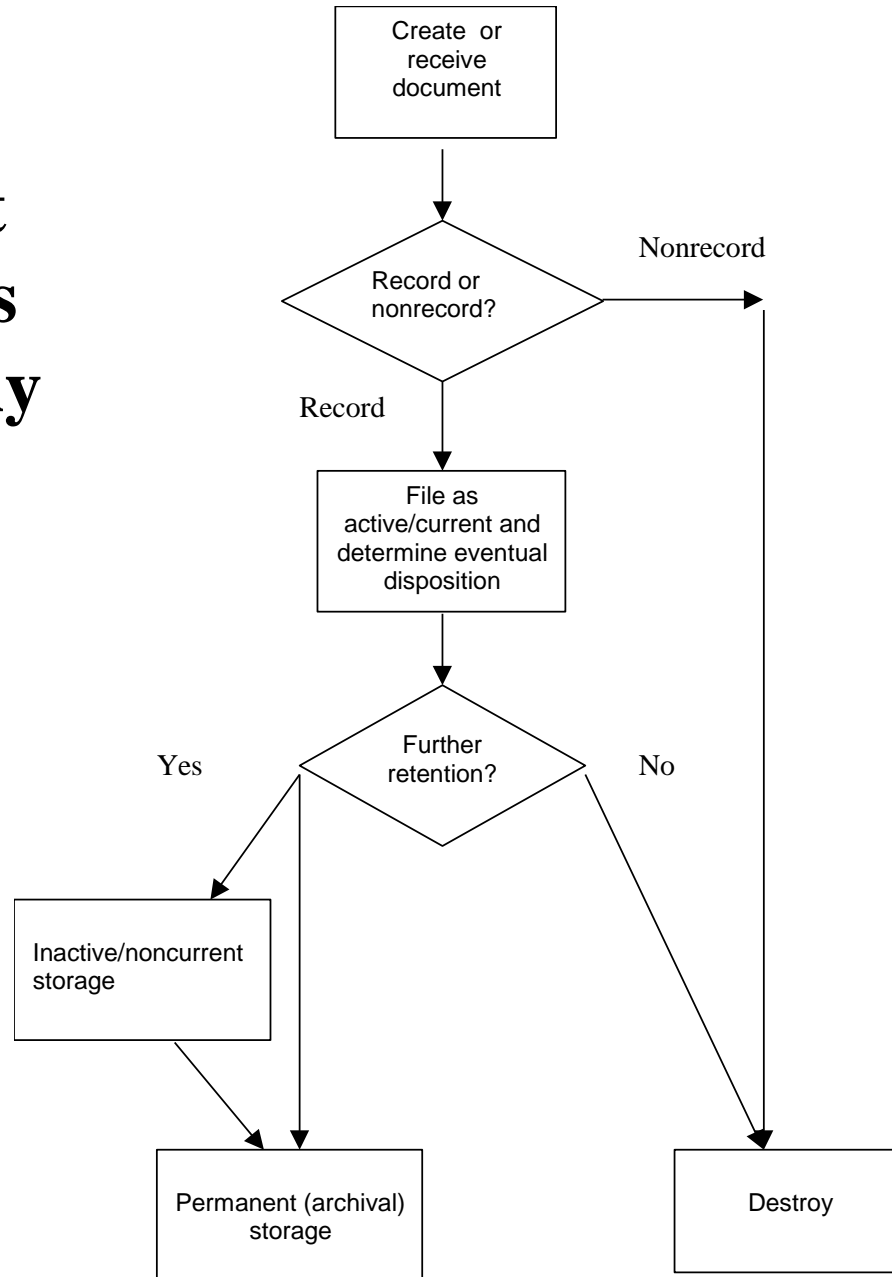 Create or
receive
document
Nonrecord
Record or
nonrecord?
Record
File as
active/current and
determine eventual
disposition
Further
retention?
Yes
No
Inactive/noncurrent
storage
Permanent (archival)
storage
Destroy